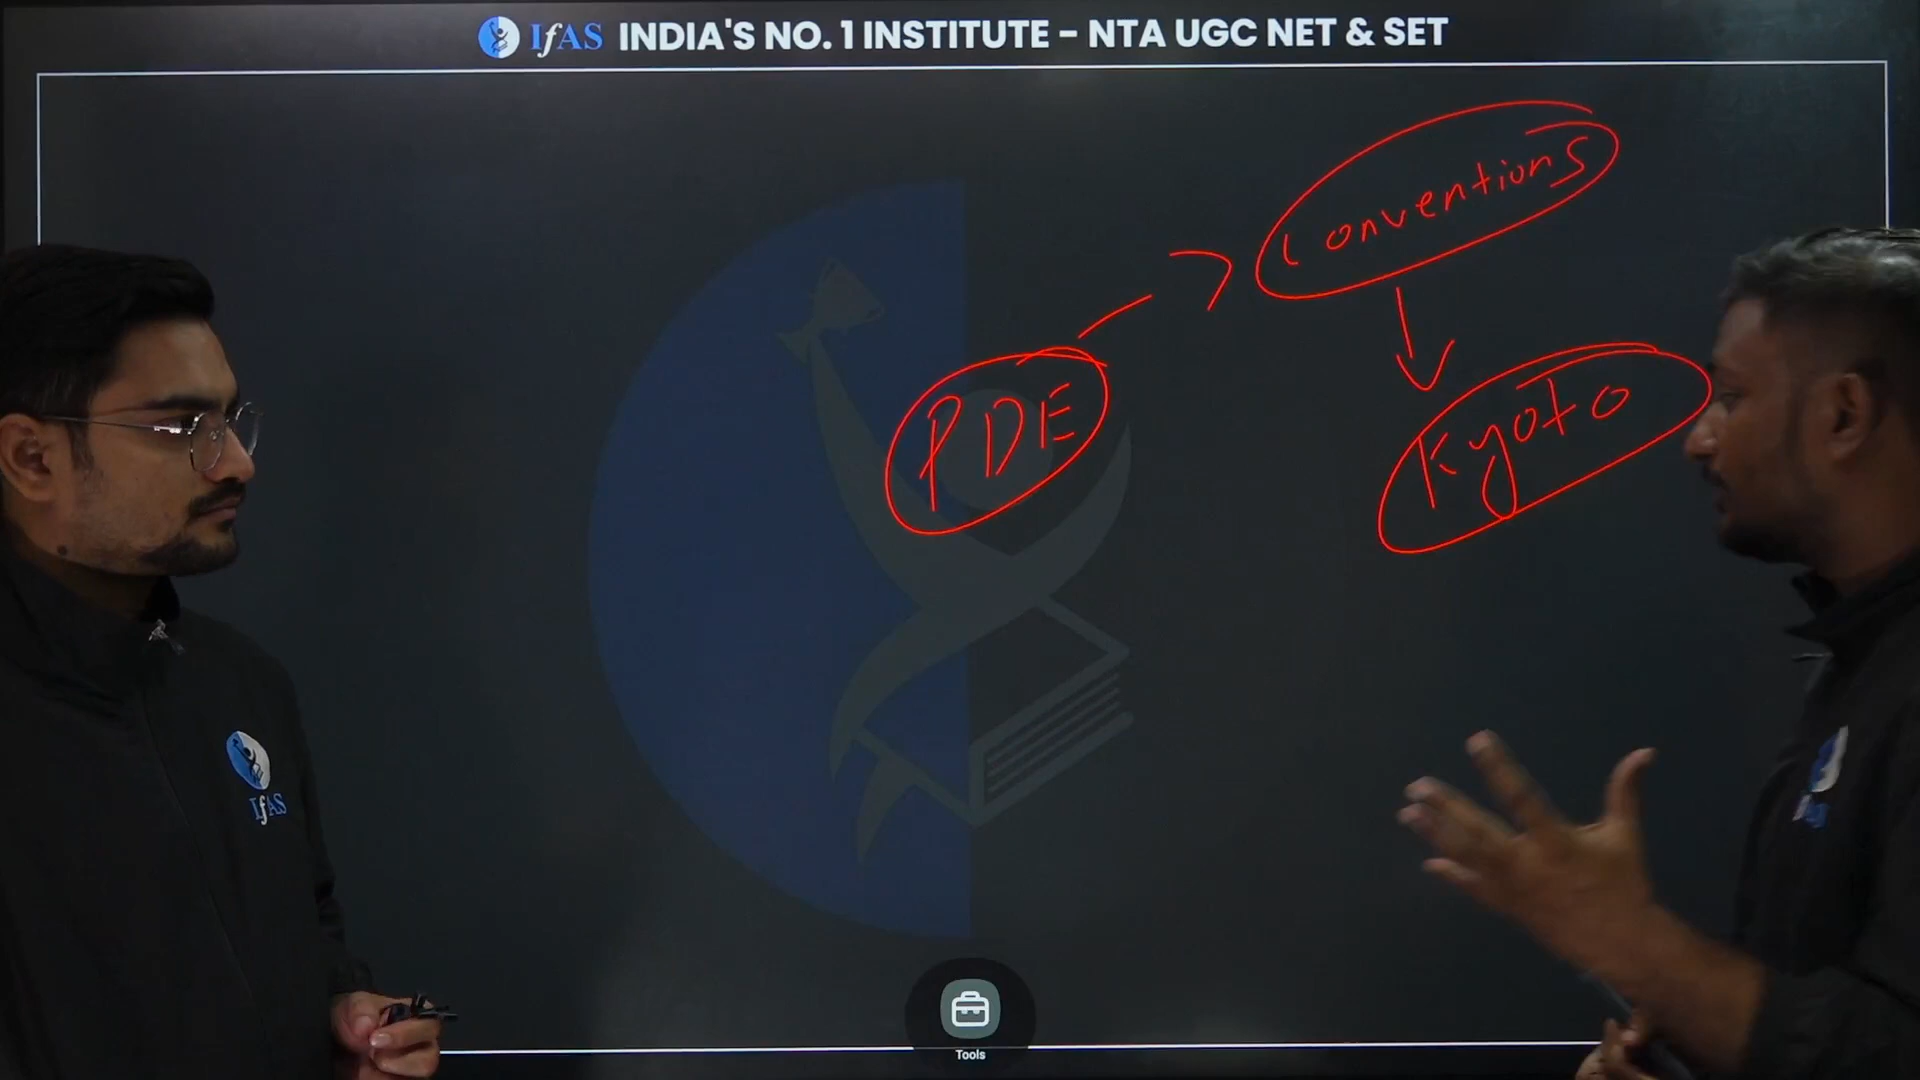 IfAS INDIA'S NO. 1 INSTITUTE – NTA UGC NET & SET
Conventions
PDE
Kyoto
IfAS
Tools